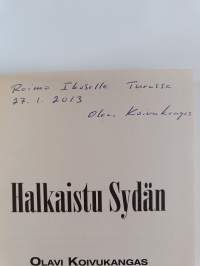 Raimo Ikoselle Turussa
27.1.2013
Olavi Koivukangas
Halkaistu Sydän
OLAVI KOIVUKANGAS